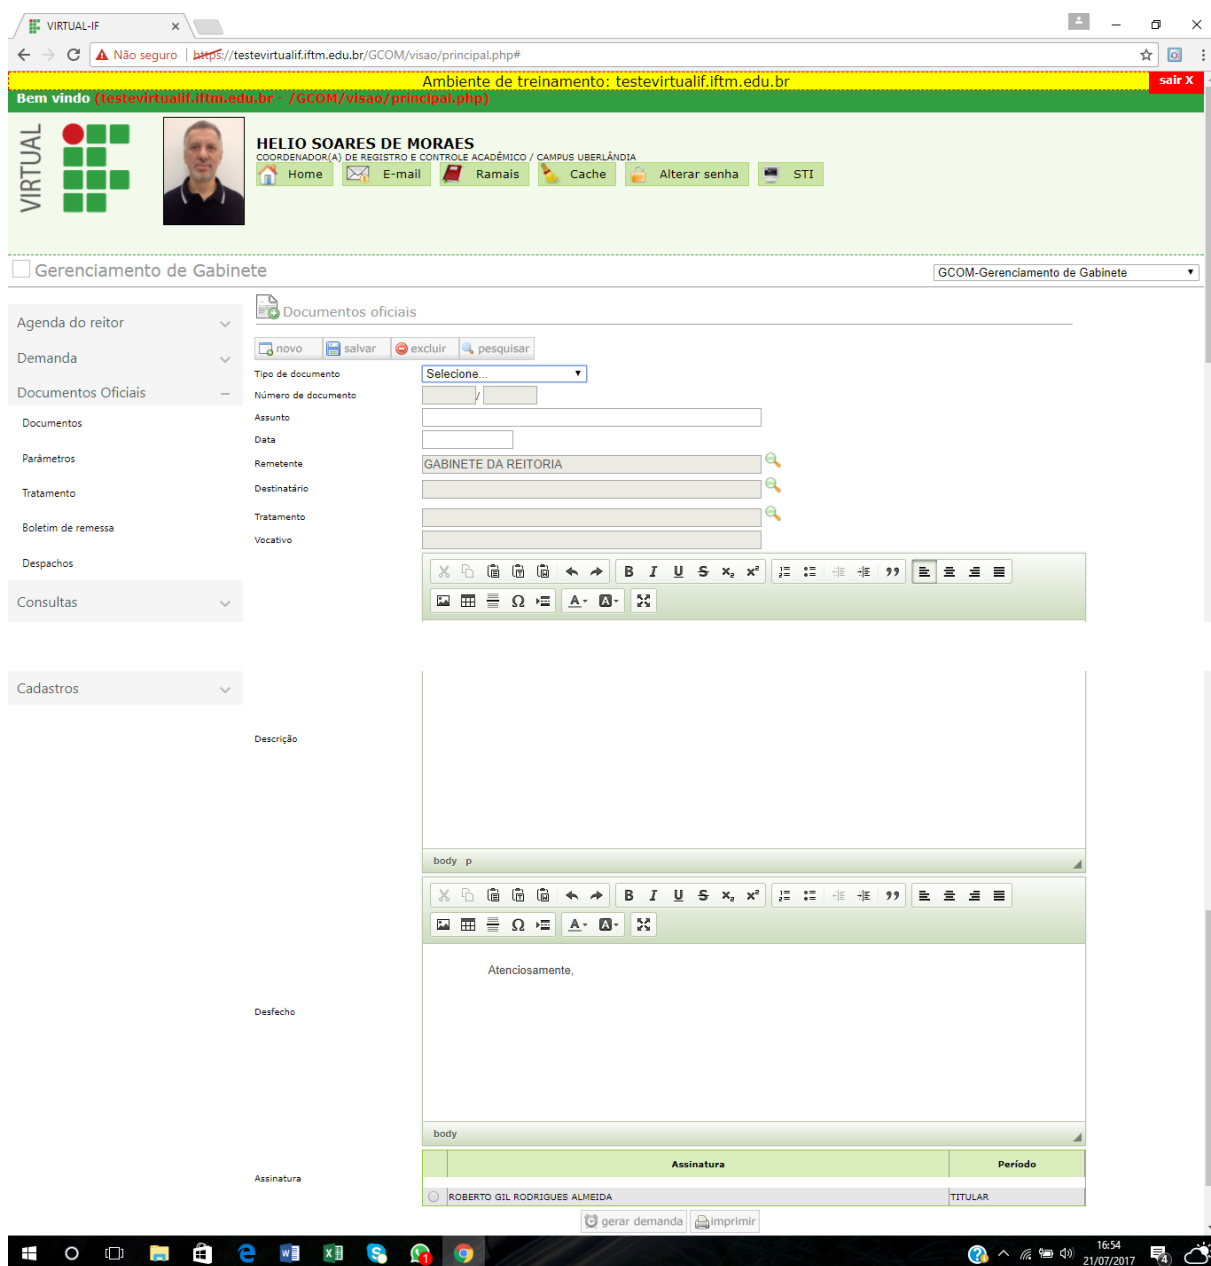 VIRTUAL-IF
Não seguro | https://testevirtualif.iftm.edu.br/GCOM/visao/principal.php#
Ambiente de treinamento: testevirtualif.iftm.edu.br
sair X
Bem vindo (testevirtualif.iftm.edu.br - /GCOM/visao/principal.php)
VIRTUAL
HELIO SOARES DE MORAES
COORDENADOR(A) DE REGISTRO E CONTROLE ACADÊMICO / CAMPUS UBERLÂNDIA
Home E-mail Ramais Cache Alterar senha STI
Gerenciamento de Gabinete
GCOM-Gerenciamento de Gabinete
Agenda do reitor
Demanda
Documentos Oficiais
Documentos
Parâmetros
Tratamento
Boletim de remessa
Despachos
Consultas
Cadastros
Documentos oficiais
novo salvar excluir pesquisar
Tipo de documento Selecione...
Número de documento /
Assunto
Data
Remetente GABINETE DA REITORIA
Destinatário
Tratamento
Vocativo
B I U S x₂ x²
Ω A A
Descrição
body p
B I U S x₂ x²
Ω A A
Atenciosamente,
Desfecho
body
Assinatura Período
Assinatura
ROBERTO GIL RODRIGUES ALMEIDA TITULAR
gerar demanda imprimir
16:54
21/07/2017